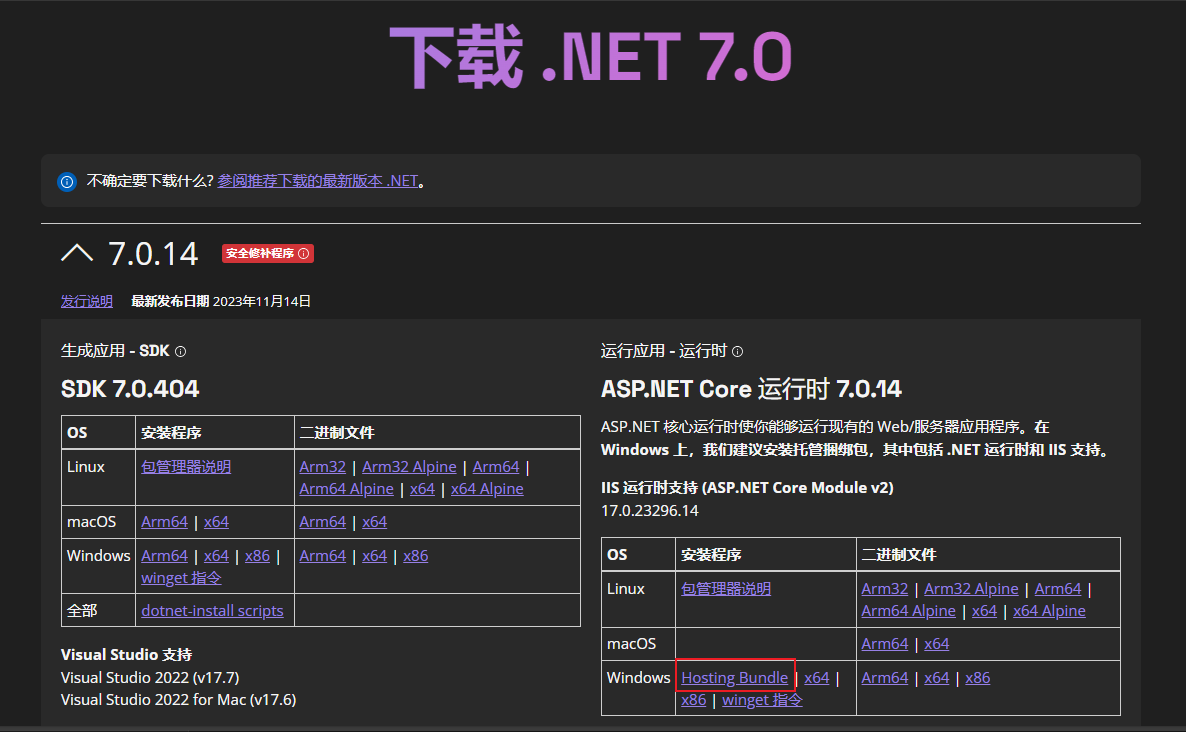 下载 .NET 7.0
不确定要下载什么? 参阅推荐下载的最新版本 .NET。
7.0.14 安全修补程序
发行说明 最新发布日期 2023年11月14日
生成应用 - SDK
SDK 7.0.404
OS 安装程序 二进制文件
Linux 包管理器说明 Arm32 | Arm32 Alpine | Arm64 |
Arm64 Alpine | x64 | x64 Alpine
macOS Arm64 | x64 Arm64 | x64
Windows Arm64 | x64 | x86 | Arm64 | x64 | x86
winget 指令
全部 dotnet-install scripts
Visual Studio 支持
Visual Studio 2022 (v17.7)
Visual Studio 2022 for Mac (v17.6)
运行应用 - 运行时
ASP.NET Core 运行时 7.0.14
ASP.NET 核心运行时使你能够运行现有的 Web/服务器应用程序。在
Windows 上，我们建议安装托管捆绑包，其中包括 .NET 运行时和 IIS 支持。
IIS 运行时支持 (ASP.NET Core Module v2)
17.0.23296.14
OS 安装程序 二进制文件
Linux 包管理器说明 Arm32 | Arm32 Alpine | Arm64 |
Arm64 Alpine | x64 | x64 Alpine
macOS Arm64 | x64
Windows Hosting Bundle | x64 | Arm64 | x64 | x86
x86 | winget 指令